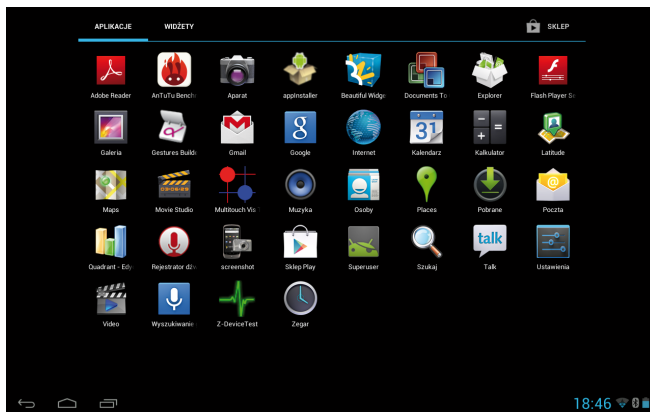 APLIKACJE WIDŻETY SKLEP
Adobe Reader AnTuTu Bench Aparat appInstaller Beautiful Widge Documents To Explorer Flash Player Se
Galeria Gestures Build Gmail Google Internet Kalendarz Kalkulator Latitude
Maps Movie Studio Multitouch Vis T Muzyka Osoby Places Pobrane Poczta
Quadrant - Edy Rejestrator dźw screenshot Sklep Play Superuser Szukaj Talk Ustawienia
Video Wyszukiwanie Z-DeviceTest Zegar
18:46